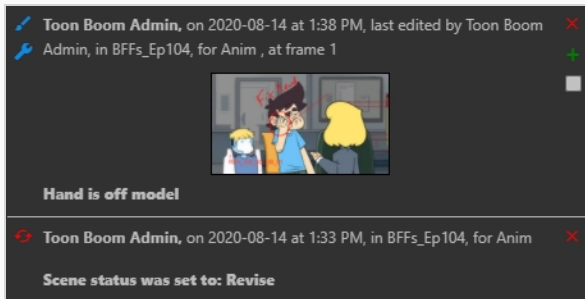 Toon Boom Admin, on 2020-08-14 at 1:38 PM, last edited by Toon Boom
Admin, in BFFs_Ep104, for Anim , at frame 1
Fix Hand
Hand is off model
Toon Boom Admin, on 2020-08-14 at 1:33 PM, in BFFs_Ep104, for Anim
Scene status was set to: Revise